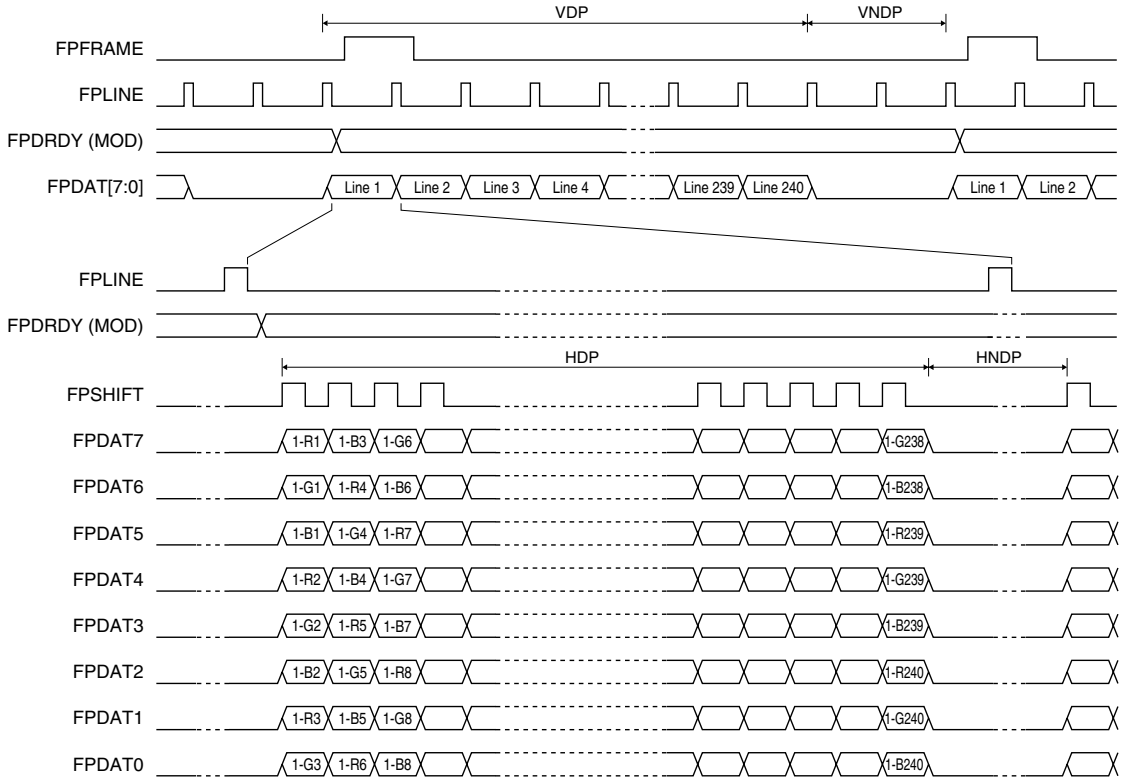 VDP VNDP
FPFRAME
FPLINE
FPDRDY (MOD)
FPDAT[7:0] Line 1 Line 2 Line 3 Line 4 Line 239 Line 240 Line 1 Line 2
FPLINE
FPDRDY (MOD)
HDP HNDP
FPSHIFT
FPDAT7 1-R1 1-B3 1-G6 1-G238
FPDAT6 1-G1 1-R4 1-B6 1-B238
FPDAT5 1-B1 1-G4 1-R7 1-R239
FPDAT4 1-R2 1-B4 1-G7 1-G239
FPDAT3 1-G2 1-R5 1-B7 1-B239
FPDAT2 1-B2 1-G5 1-R8 1-R240
FPDAT1 1-R3 1-B5 1-G8 1-G240
FPDAT0 1-G3 1-R6 1-B8 1-B240